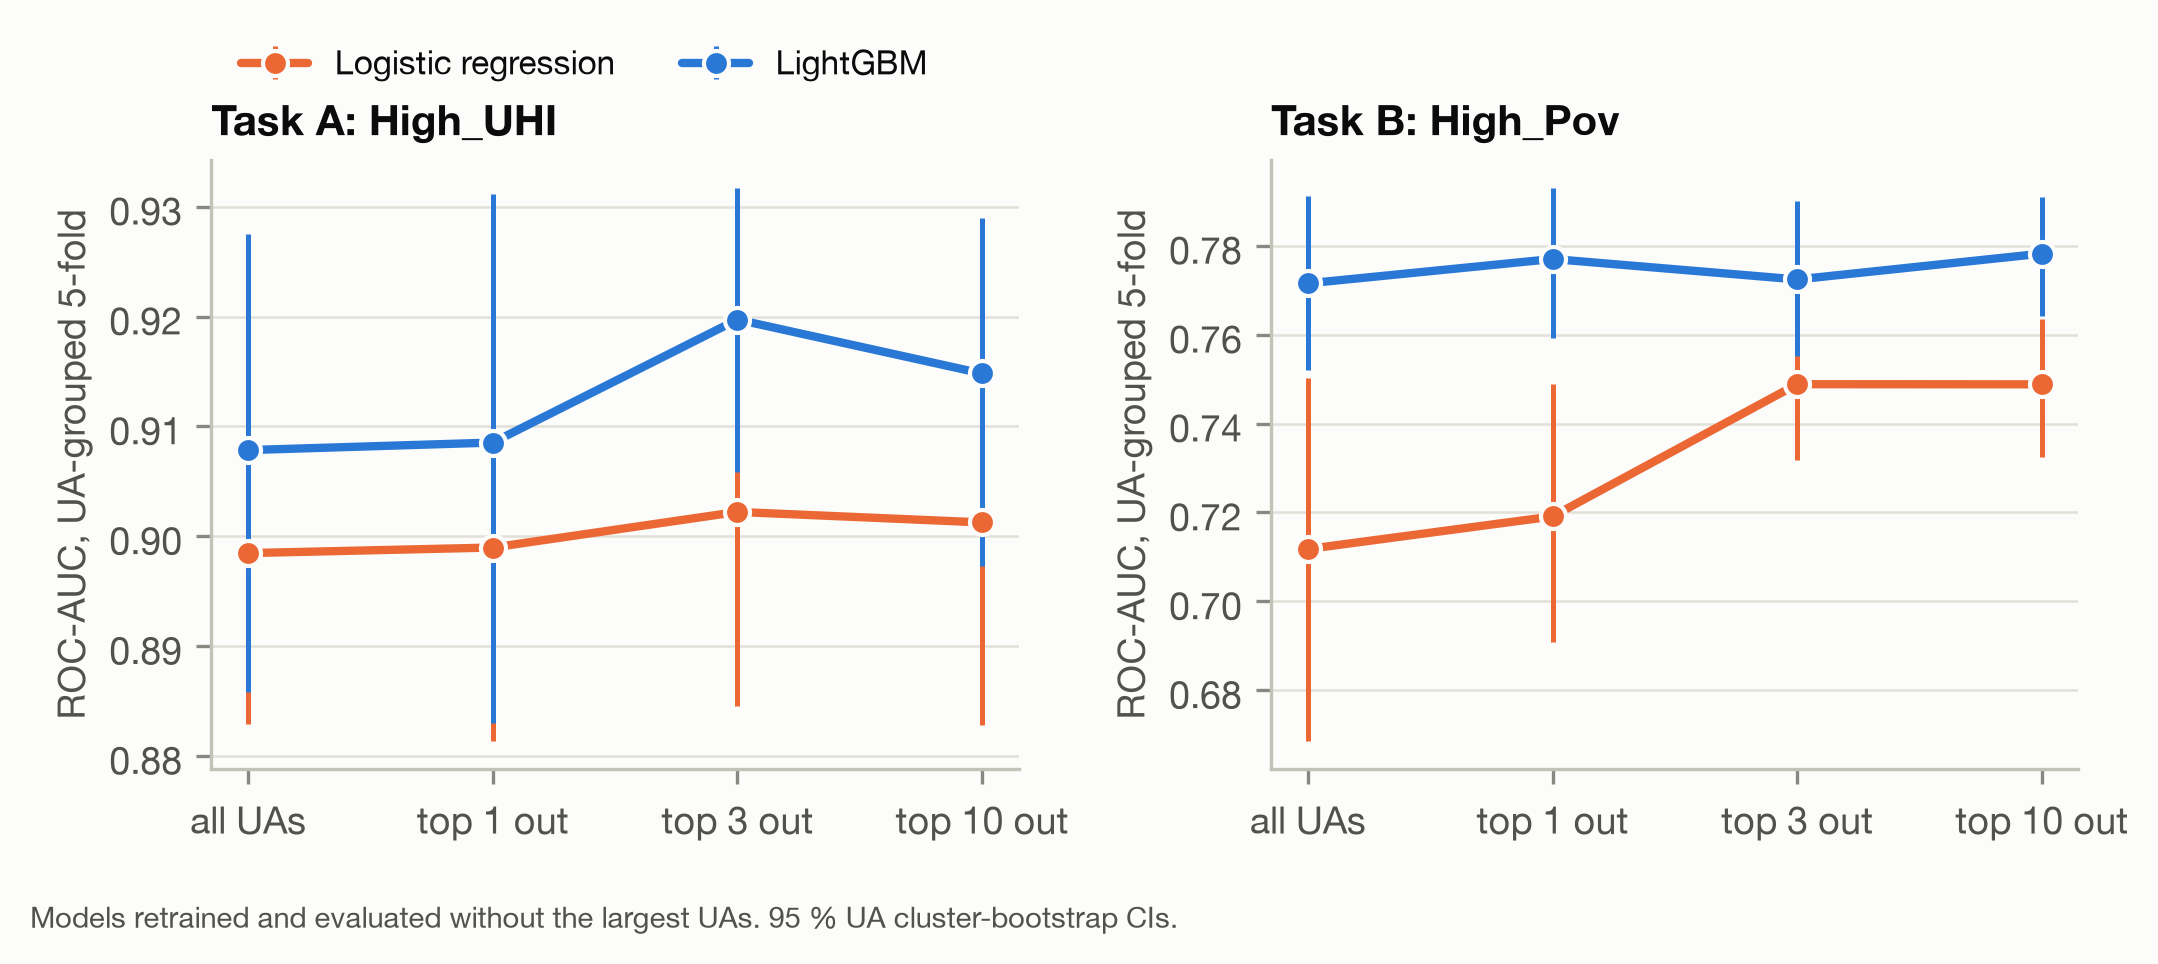 Logistic regression LightGBM
Task A: High_UHI
ROC-AUC, UA-grouped 5-fold
0.93
0.92
0.91
0.90
0.89
0.88
all UAs top 1 out top 3 out top 10 out
Task B: High_Pov
ROC-AUC, UA-grouped 5-fold
0.78
0.76
0.74
0.72
0.70
0.68
all UAs top 1 out top 3 out top 10 out
Models retrained and evaluated without the largest UAs. 95 % UA cluster-bootstrap CIs.